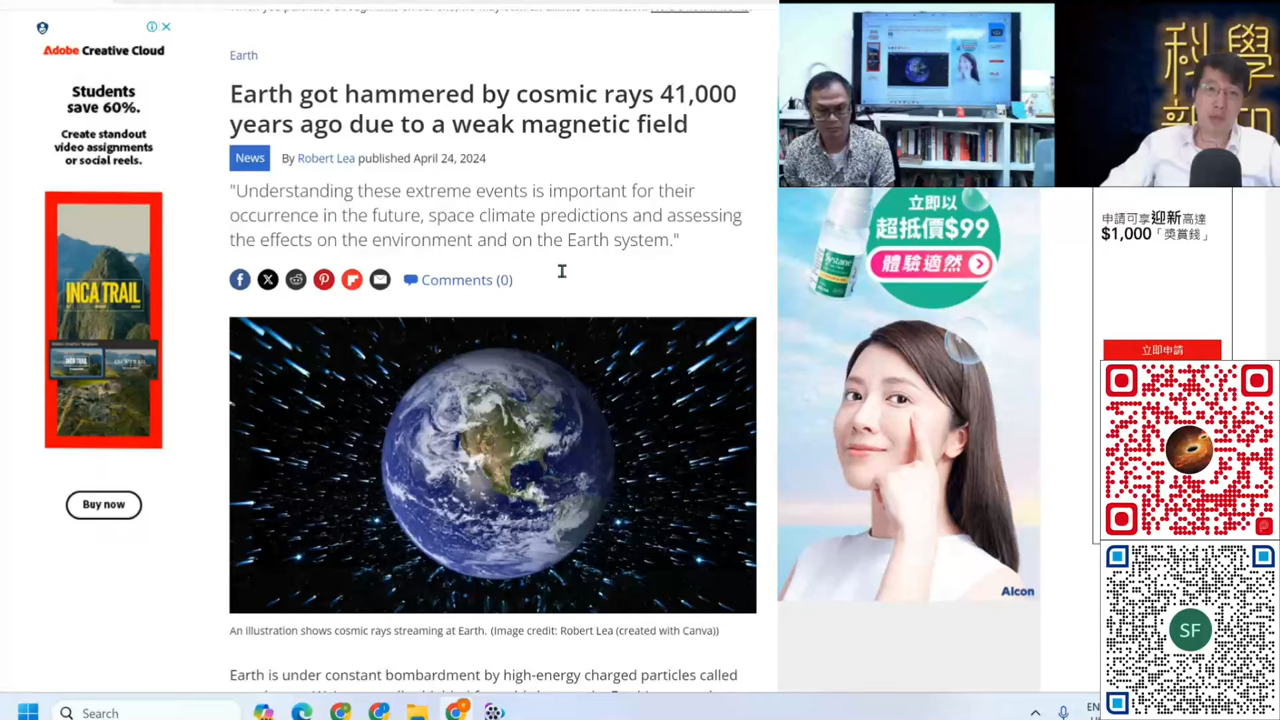 Adobe Creative Cloud
Students
save 60%.
Create standout
video assignments
or social reels.
INCA TRAIL
INCA TRAIL
Buy now
Earth
Earth got hammered by cosmic rays 41,000
years ago due to a weak magnetic field
News
By Robert Lea published April 24, 2024
"Understanding these extreme events is important for their
occurrence in the future, space climate predictions and assessing
the effects on the environment and on the Earth system."
Comments (0)
An illustration shows cosmic rays streaming at Earth. (Image credit: Robert Lea (created with Canva))
Earth is under constant bombardment by high-energy charged particles called
科學
立即以
超抵價$99
體驗適然
Systane
Alcon
申請可享迎新高達
$1,000「獎賞錢」
立即申請
SF
Search
EN